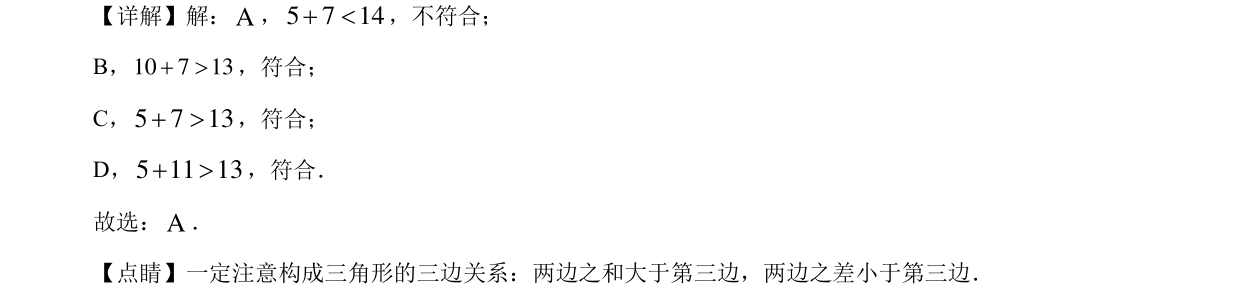 【详解】解：A，5+7<14，不符合；
B，10+7>13，符合；
C，5+7>13，符合；
D，5+11>13，符合．
故选：A．
【点睛】一定注意构成三角形的三边关系：两边之和大于第三边，两边之差小于第三边．